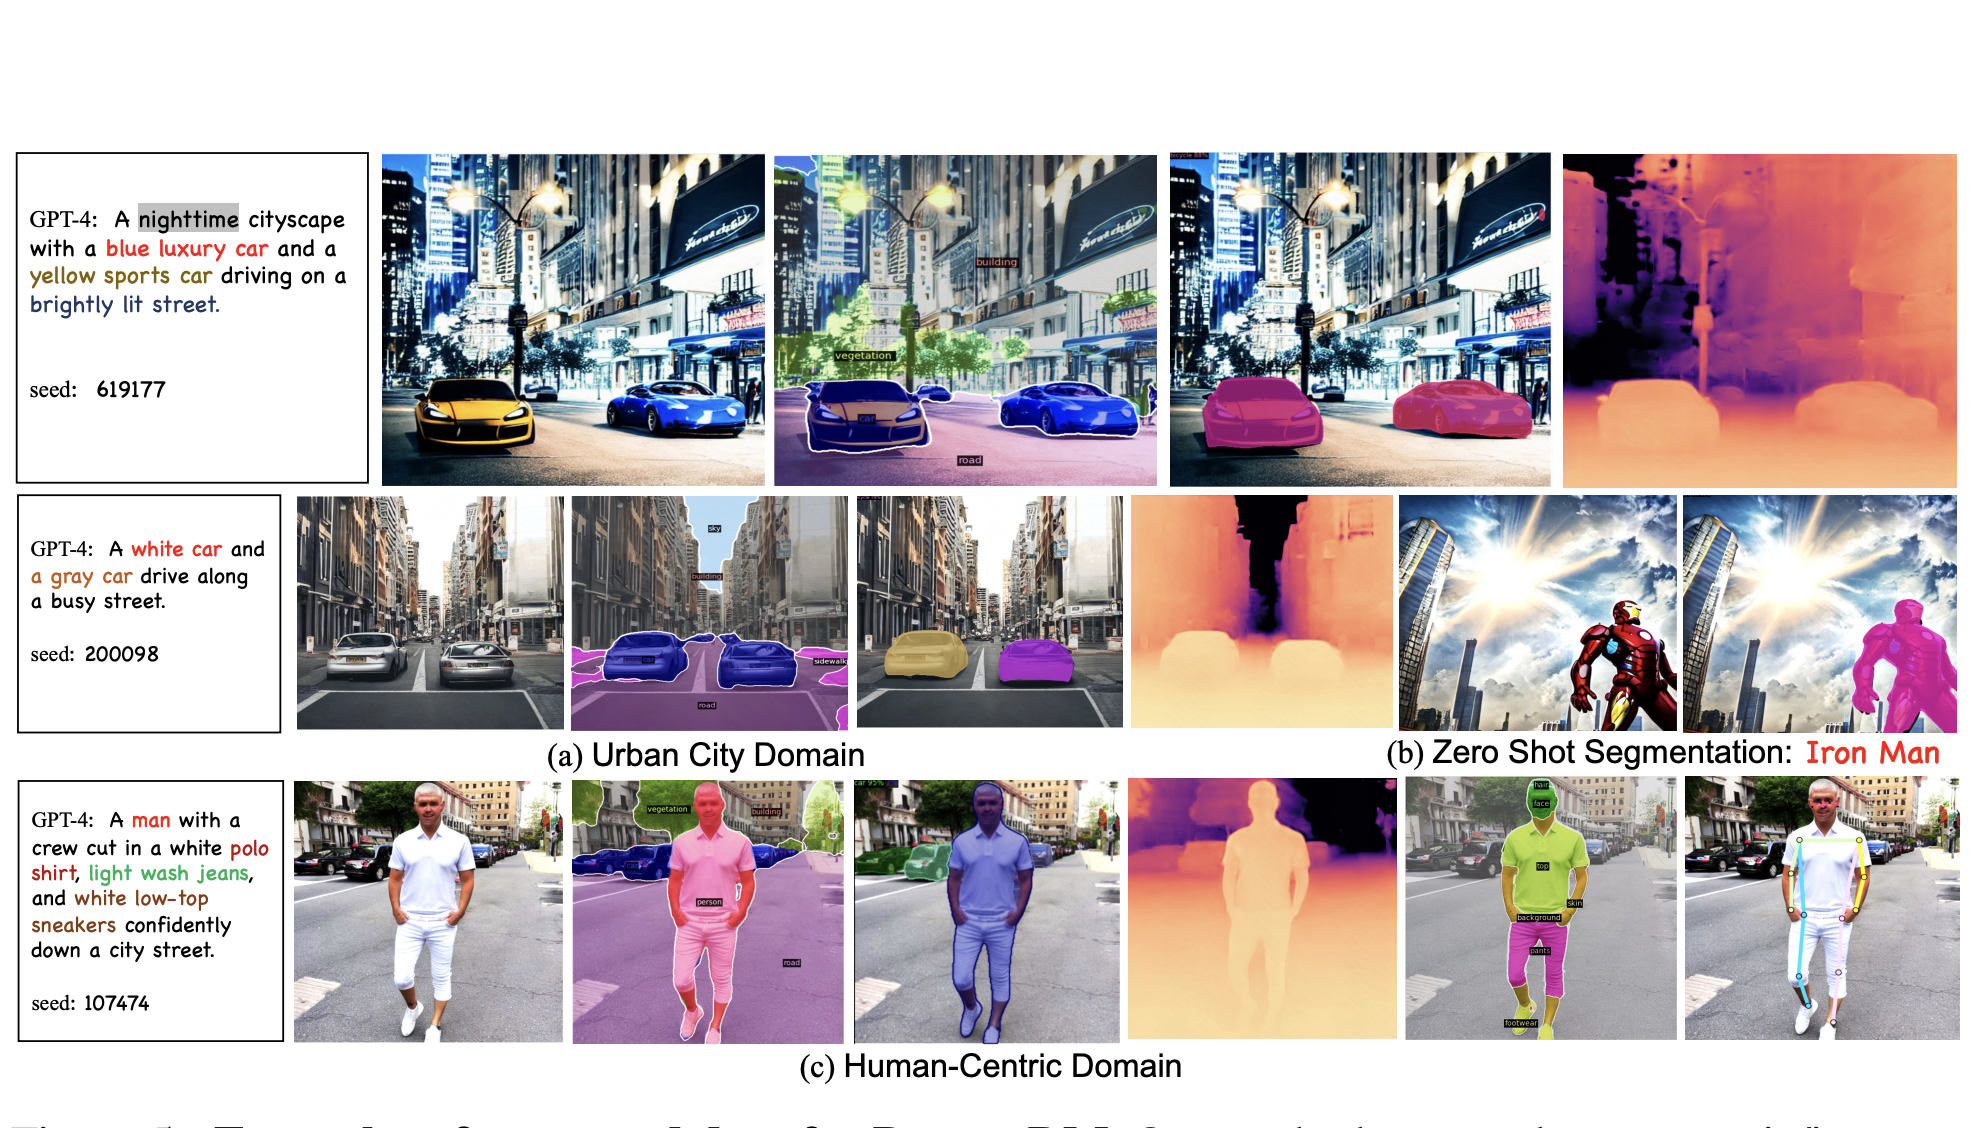 GPT-4: A nighttime cityscape
with a blue luxury car and a
yellow sports car driving on a
brightly lit street.
seed: 619177
building
vegetation
car
road
bicycle 88%
GPT-4: A white car and
a gray car drive along
a busy street.
seed: 200098
sky
building
car
sidewalk
road
(a) Urban City Domain
(b) Zero Shot Segmentation: Iron Man
GPT-4: A man with a
crew cut in a white polo
shirt, light wash jeans,
and white low-top
sneakers confidently
down a city street.
seed: 107474
vegetation
building
car
person
road
car 95%
hair
face
top
skin
background
pants
footwear
(c) Human-Centric Domain